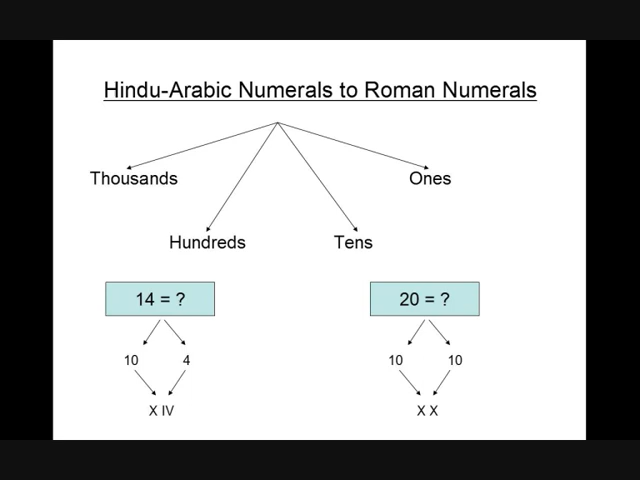 Hindu-Arabic Numerals to Roman Numerals
Thousands
Ones
Hundreds
Tens
14 = ?
20 = ?
10
4
10
10
X IV
X X